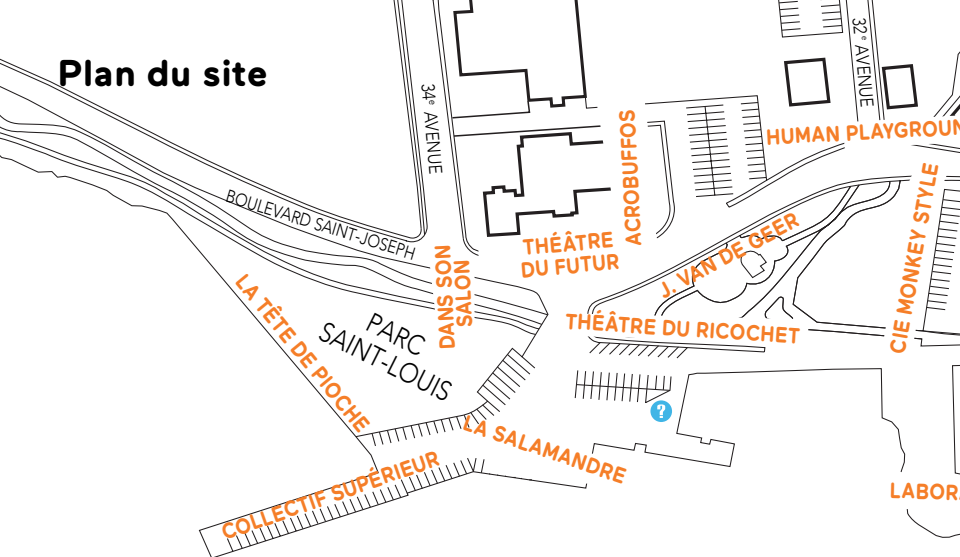 Plan du site
34e AVENUE
32e AVENUE
HUMAN PLAYGROUN
ACROBUFFOS
CIE MONKEY STYLE
BOULEVARD SAINT-JOSEPH
THÉÂTRE
DU FUTUR
J. VAN DE GEER
DANS SON
SALON
LA TÊTE DE PIOCHE
PARC
SAINT-LOUIS
THÉÂTRE DU RICOCHET
?
LA SALAMANDRE
COLLECTIF SUPÉRIEUR
LABOR